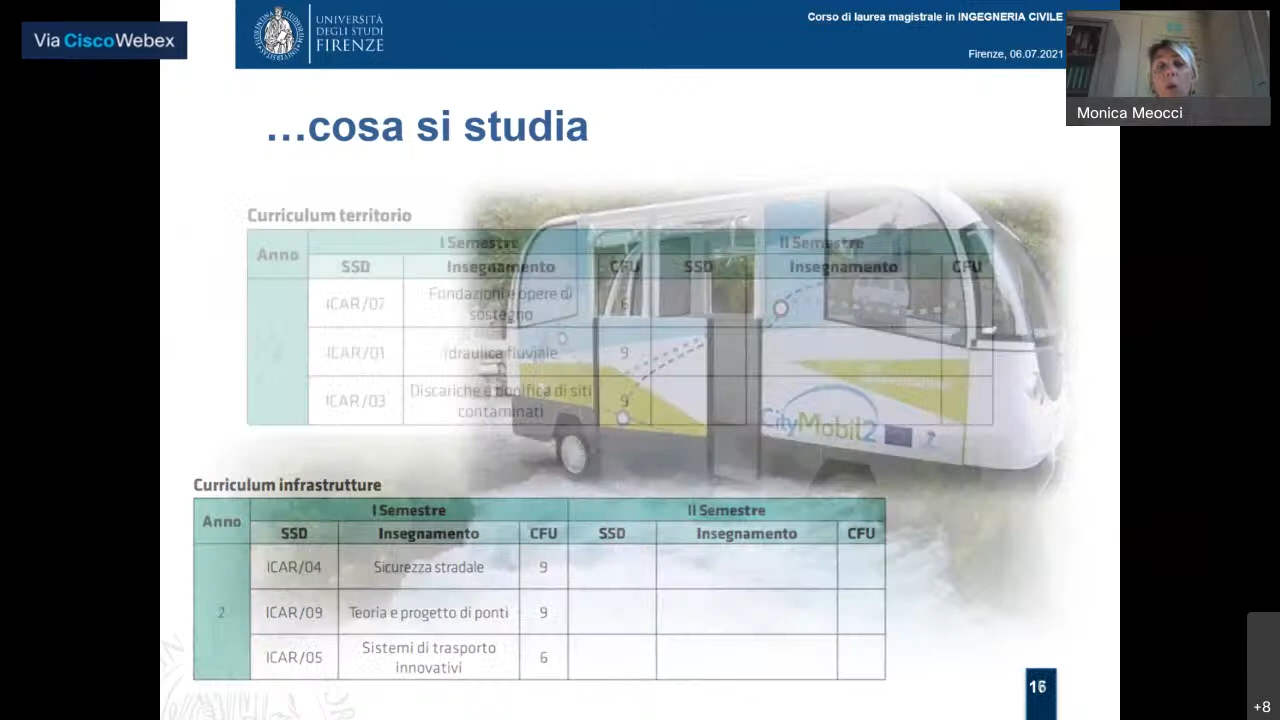 Via Cisco Webex
UNIVERSITÀ
DEGLI STUDI
FIRENZE
Corso di laurea magistrale in INGEGNERIA CIVILE
Firenze, 06.07.2021
Monica Meocci
…cosa si studia
Curriculum territorio
Anno
I Semestre
II Semestre
SSD Insegnamento CFU SSD Insegnamento CFU
ICAR/07 Fondazioni e opere di
sostegno 6
ICAR/01 Idraulica fluviale 9
ICAR/03 Discariche e bonifica di siti
contaminati 9
CityMobil2
Curriculum infrastrutture
Anno
I Semestre
II Semestre
SSD Insegnamento CFU SSD Insegnamento CFU
2
ICAR/04 Sicurezza stradale 9
ICAR/09 Teoria e progetto di ponti 9
ICAR/05 Sistemi di trasporto
innovativi 6
16
+8